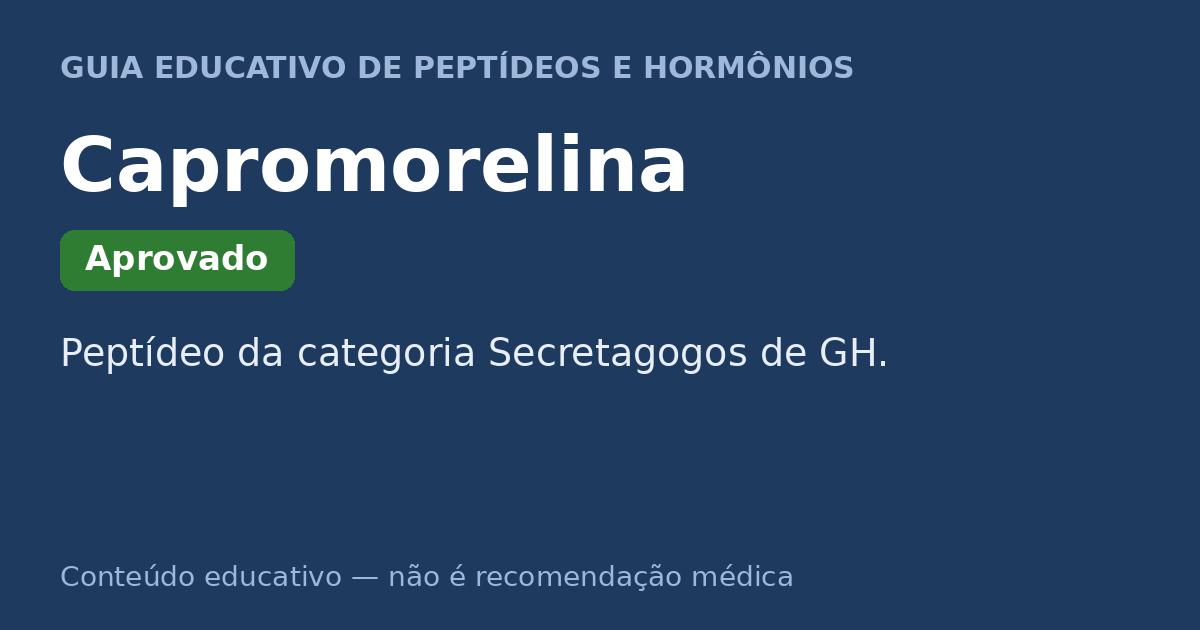 GUIA EDUCATIVO DE PEPTÍDEOS E HORMÔNIOS
Capromorelina
Aprovado
Peptídeo da categoria Secretagogos de GH.
Conteúdo educativo — não é recomendação médica